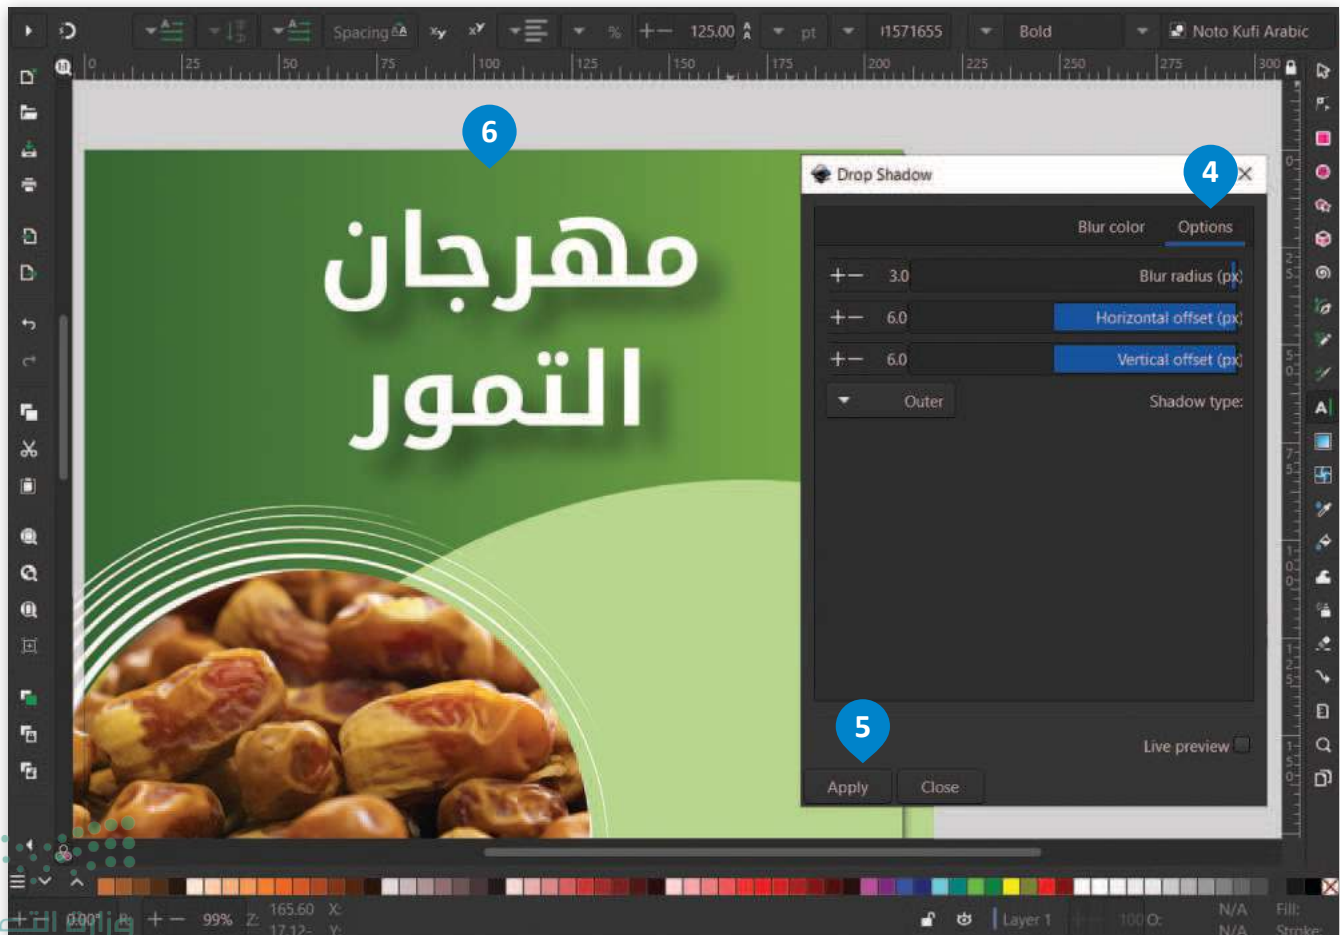 Spacing
%
125.00
pt
Bold
Noto Kufi Arabic
0 25 50 75 100 125 150 175 200 225 250 275 300
6
مهرجان
التمور
Drop Shadow
4
Blur color Options
3.0 Blur radius (px)
6.0 Horizontal offset (px)
6.0 Vertical offset (px)
Outer Shadow type:
5
Live preview
Apply Close
R:
99% Z:
165.60 X:
Y:
Layer 1
100 O:
N/A Fill:
N/A Stroke: